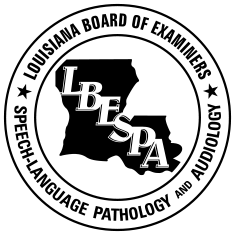 LOUISIANA BOARD OF EXAMINERS
LBESPA
SPEECH-LANGUAGE PATHOLOGY AND AUDIOLOGY